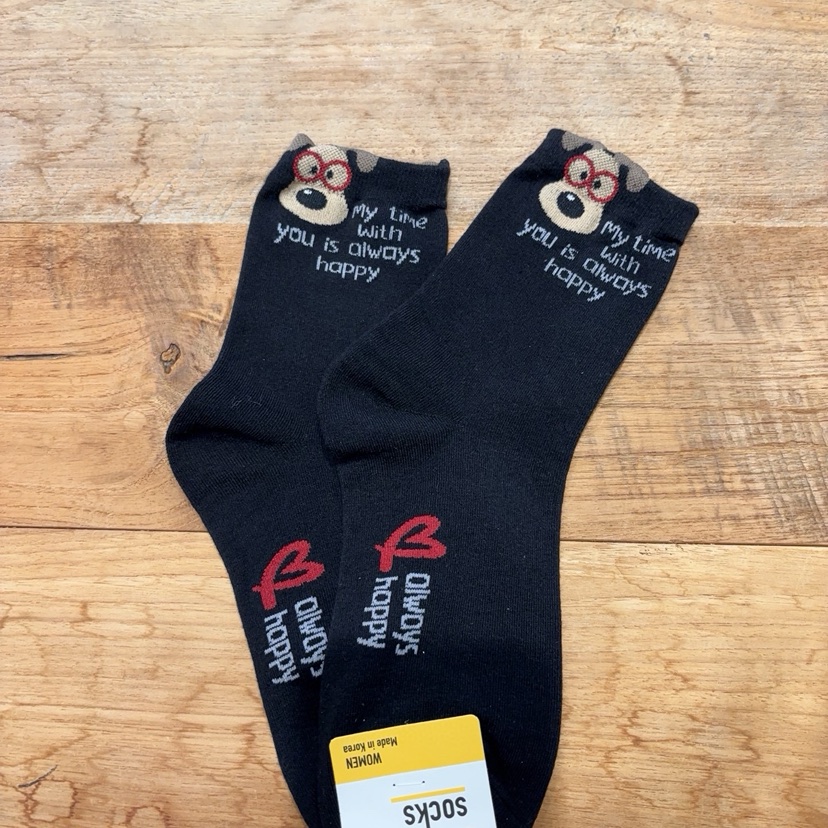 My time
with
you is always
happy
My time
with
you is always
happy
always
happy
always
happy
WOMEN
Made in Korea
socks